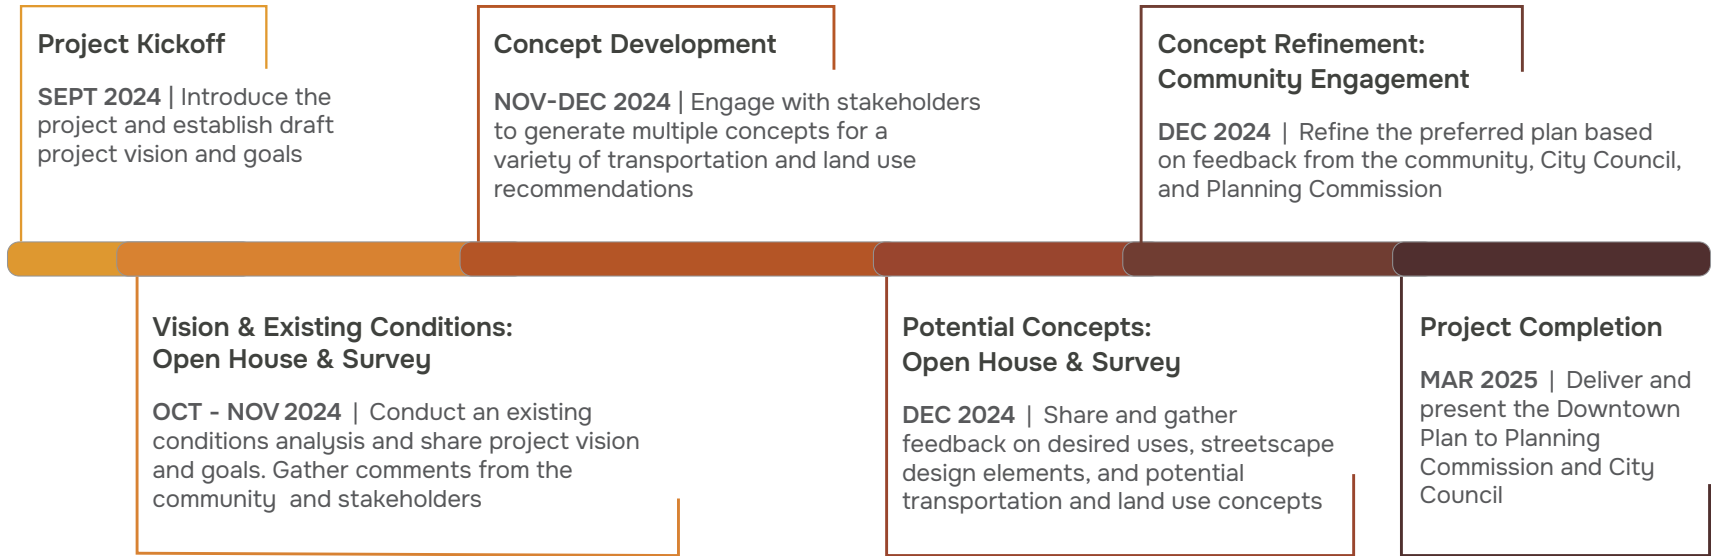 Project Kickoff
SEPT 2024 | Introduce the
project and establish draft
project vision and goals
Concept Development
NOV-DEC 2024 | Engage with stakeholders
to generate multiple concepts for a
variety of transportation and land use
recommendations
Concept Refinement:
Community Engagement
DEC 2024 | Refine the preferred plan based
on feedback from the community, City Council,
and Planning Commission
Vision & Existing Conditions:
Open House & Survey
OCT - NOV 2024 | Conduct an existing
conditions analysis and share project vision
and goals. Gather comments from the
community  and stakeholders
Potential Concepts:
Open House & Survey
DEC 2024 | Share and gather
feedback on desired uses, streetscape
design elements, and potential
transportation and land use concepts
Project Completion
MAR 2025 | Deliver and
present the Downtown
Plan to Planning
Commission and City
Council